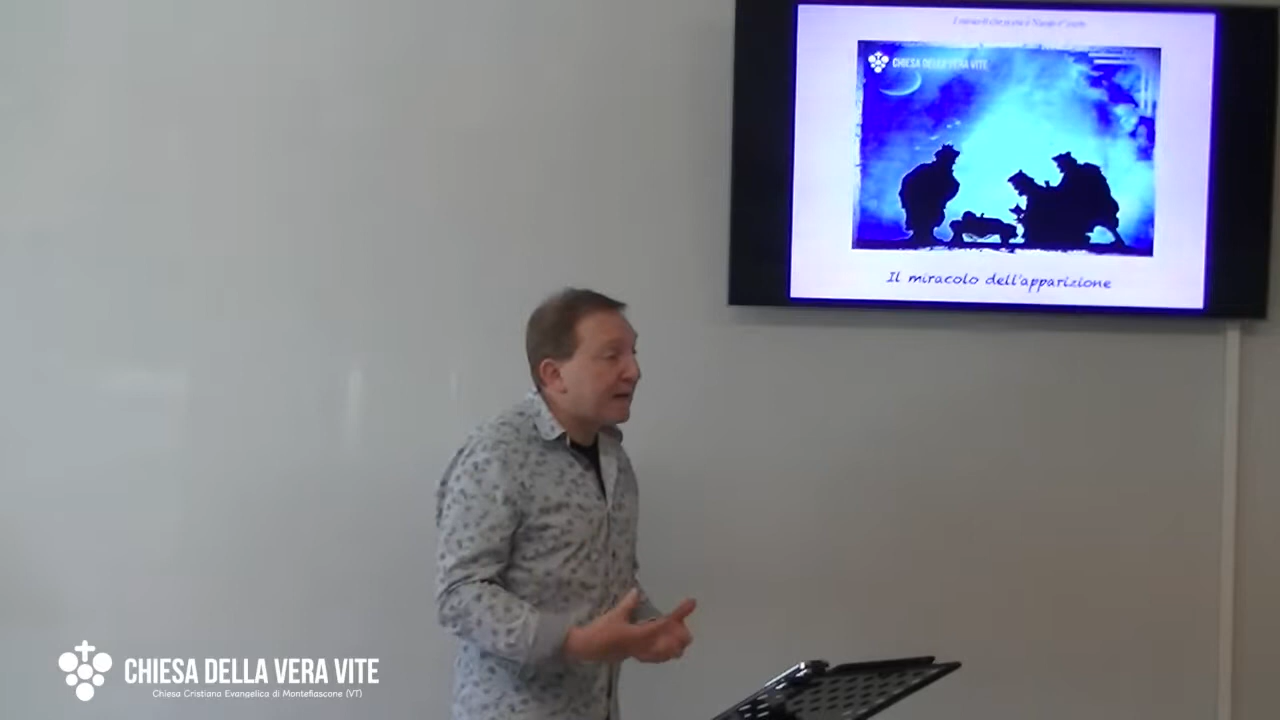 CHIESA DELLA VERA VITE
Il miracolo dell'apparizione
CHIESA DELLA VERA VITE
Chiesa Cristiana Evangelica di Montefiascone (VT)